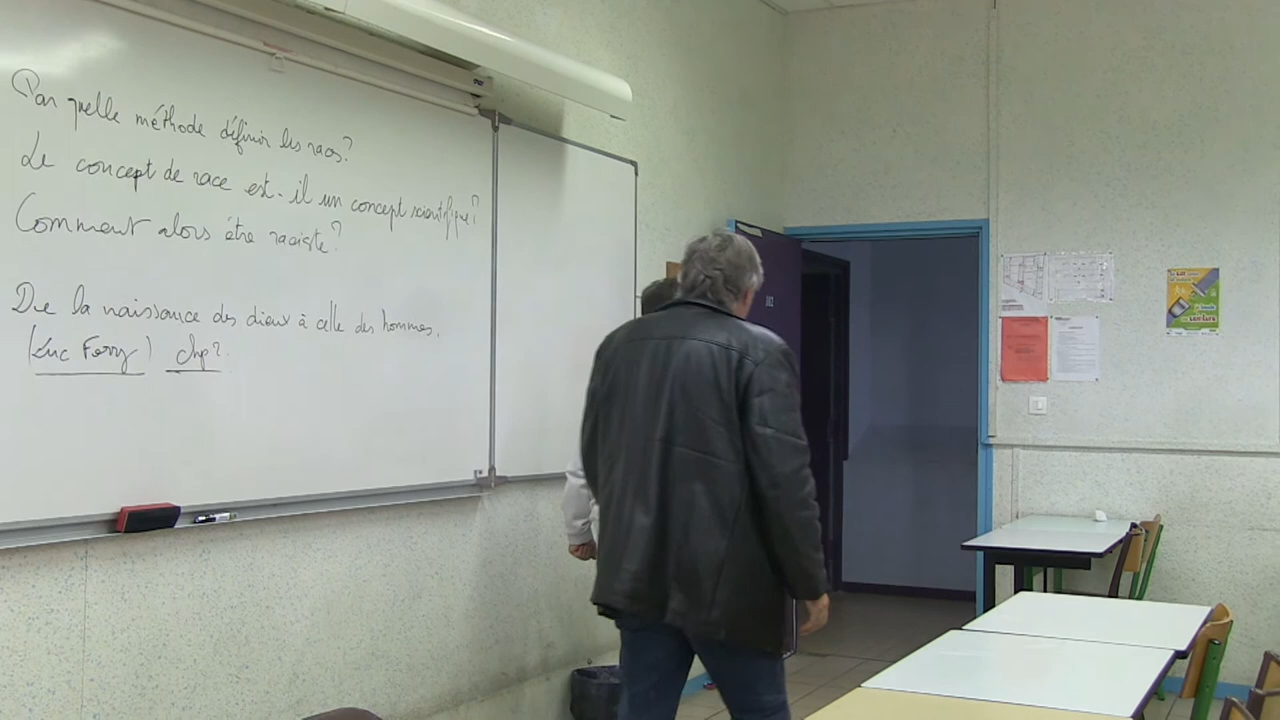 Par quelle méthode définir les races?
Le concept de race est-il un concept scientifique?
Comment alors être raciste?
De la naissance des dieux à celle des hommes.
(Luc Ferry) chp2.